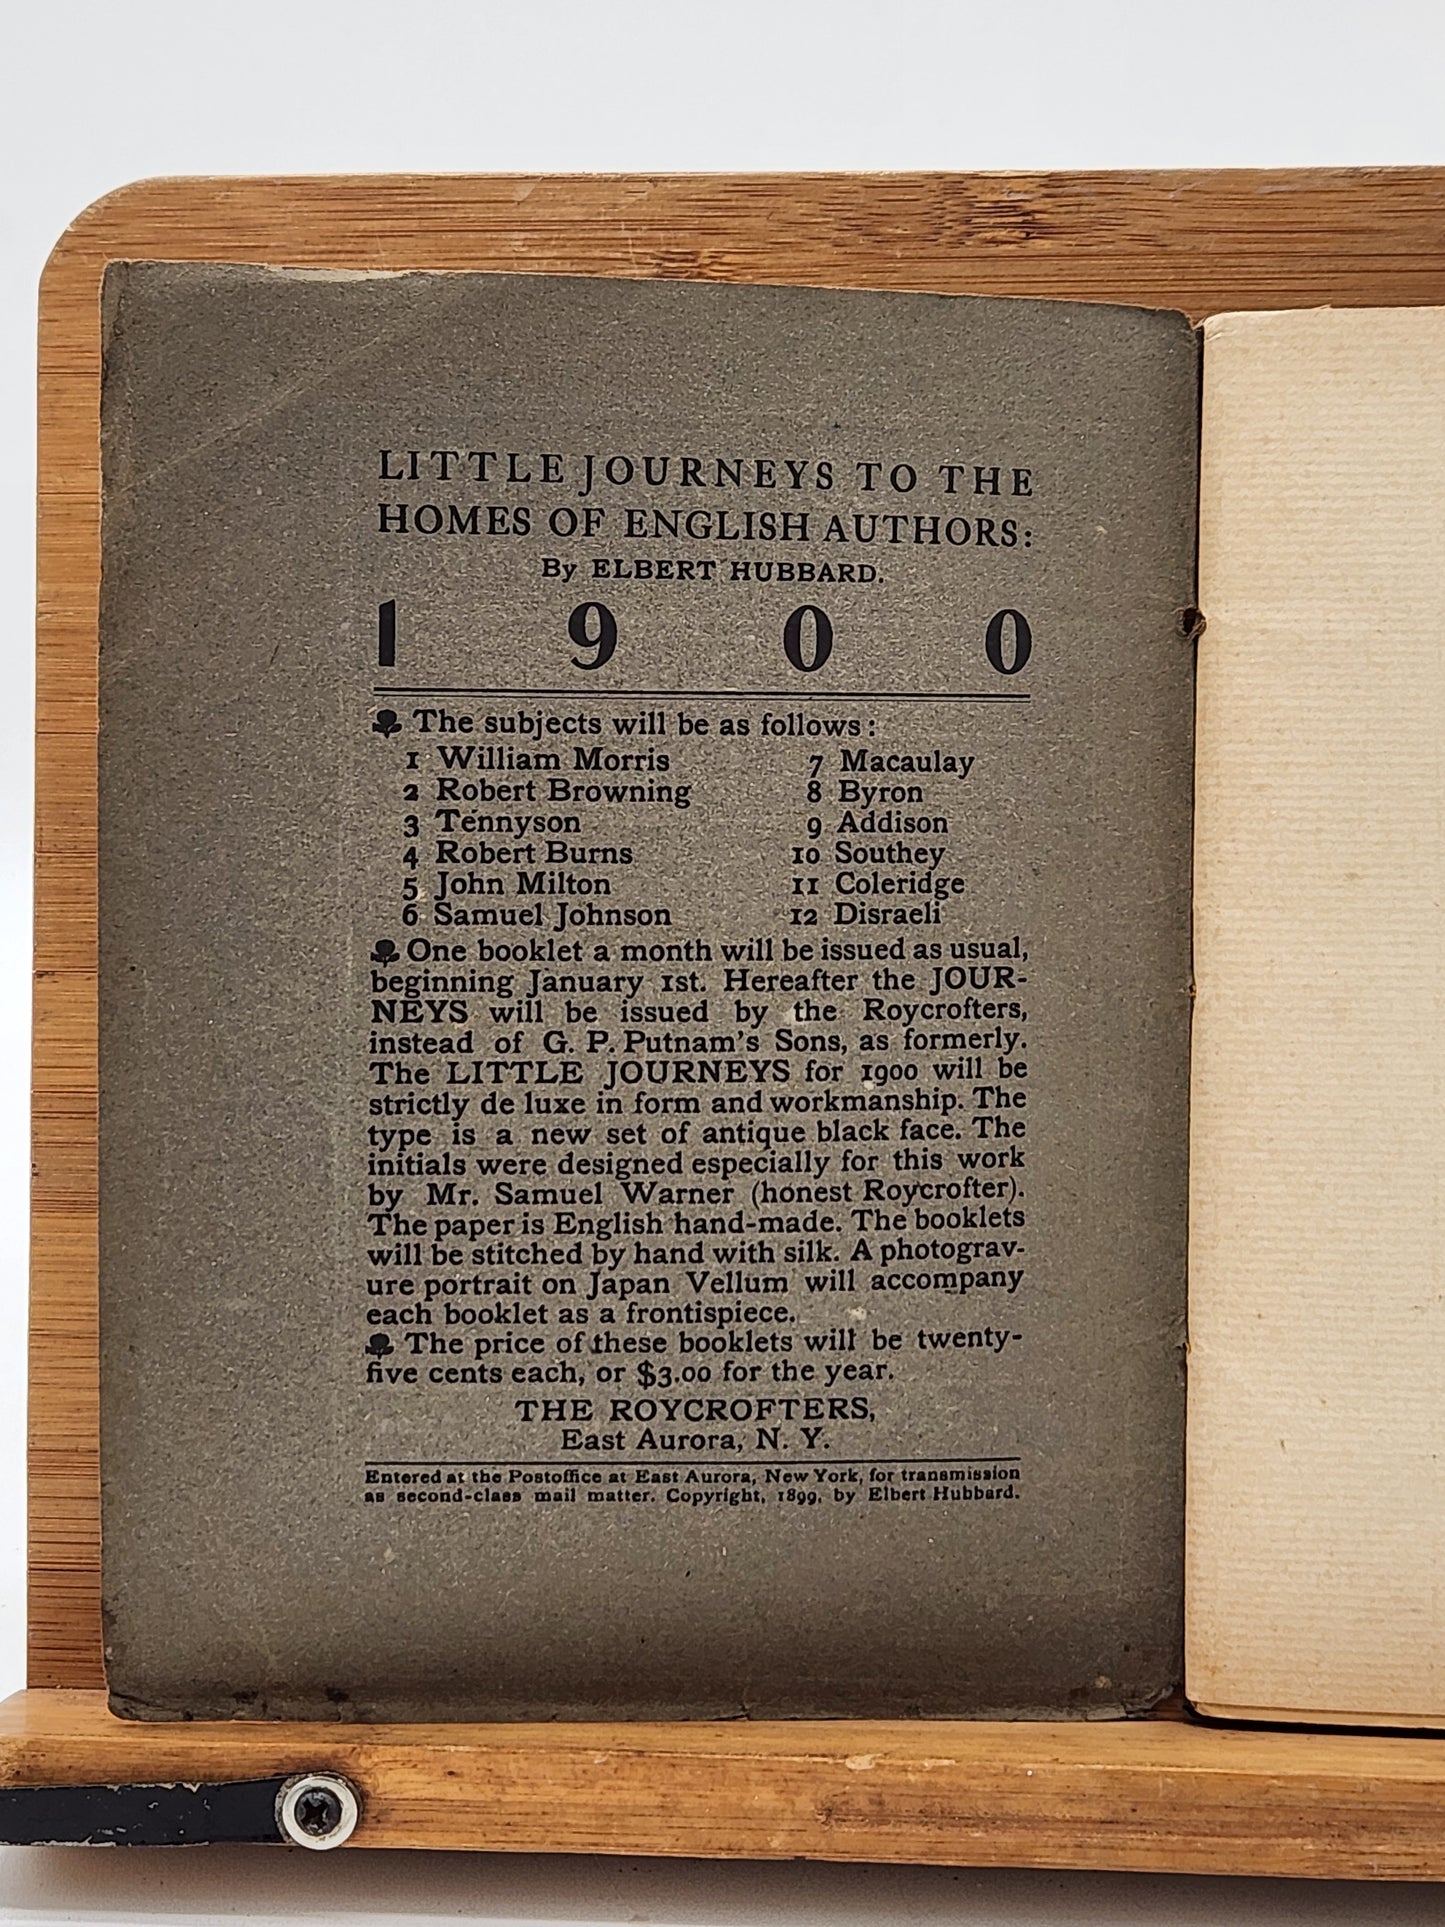 LITTLE JOURNEYS TO THE
HOMES OF ENGLISH AUTHORS:
By ELBERT HUBBARD.
1900
The subjects will be as follows:
1 William Morris
2 Robert Browning
3 Tennyson
4 Robert Burns
5 John Milton
6 Samuel Johnson
7 Macaulay
8 Byron
9 Addison
10 Southey
11 Coleridge
12 Disraeli
One booklet a month will be issued as usual,
beginning January 1st. Hereafter the JOUR-
NEYS will be issued by the Roycrofters,
instead of G. P. Putnam's Sons, as formerly.
The LITTLE JOURNEYS for 1900 will be
strictly de luxe in form and workmanship. The
type is a new set of antique black face. The
initials were designed especially for this work
by Mr. Samuel Warner (honest Roycrofter).
The paper is English hand-made. The booklets
will be stitched by hand with silk. A photograv-
ure portrait on Japan Vellum will accompany
each booklet as a frontispiece.
The price of these booklets will be twenty-
five cents each, or $3.00 for the year.
THE ROYCROFTERS,
East Aurora, N. Y.
Entered at the Postoffice at East Aurora, New York, for transmission
as second-class mail matter. Copyright, 1899, by Elbert Hubbard.